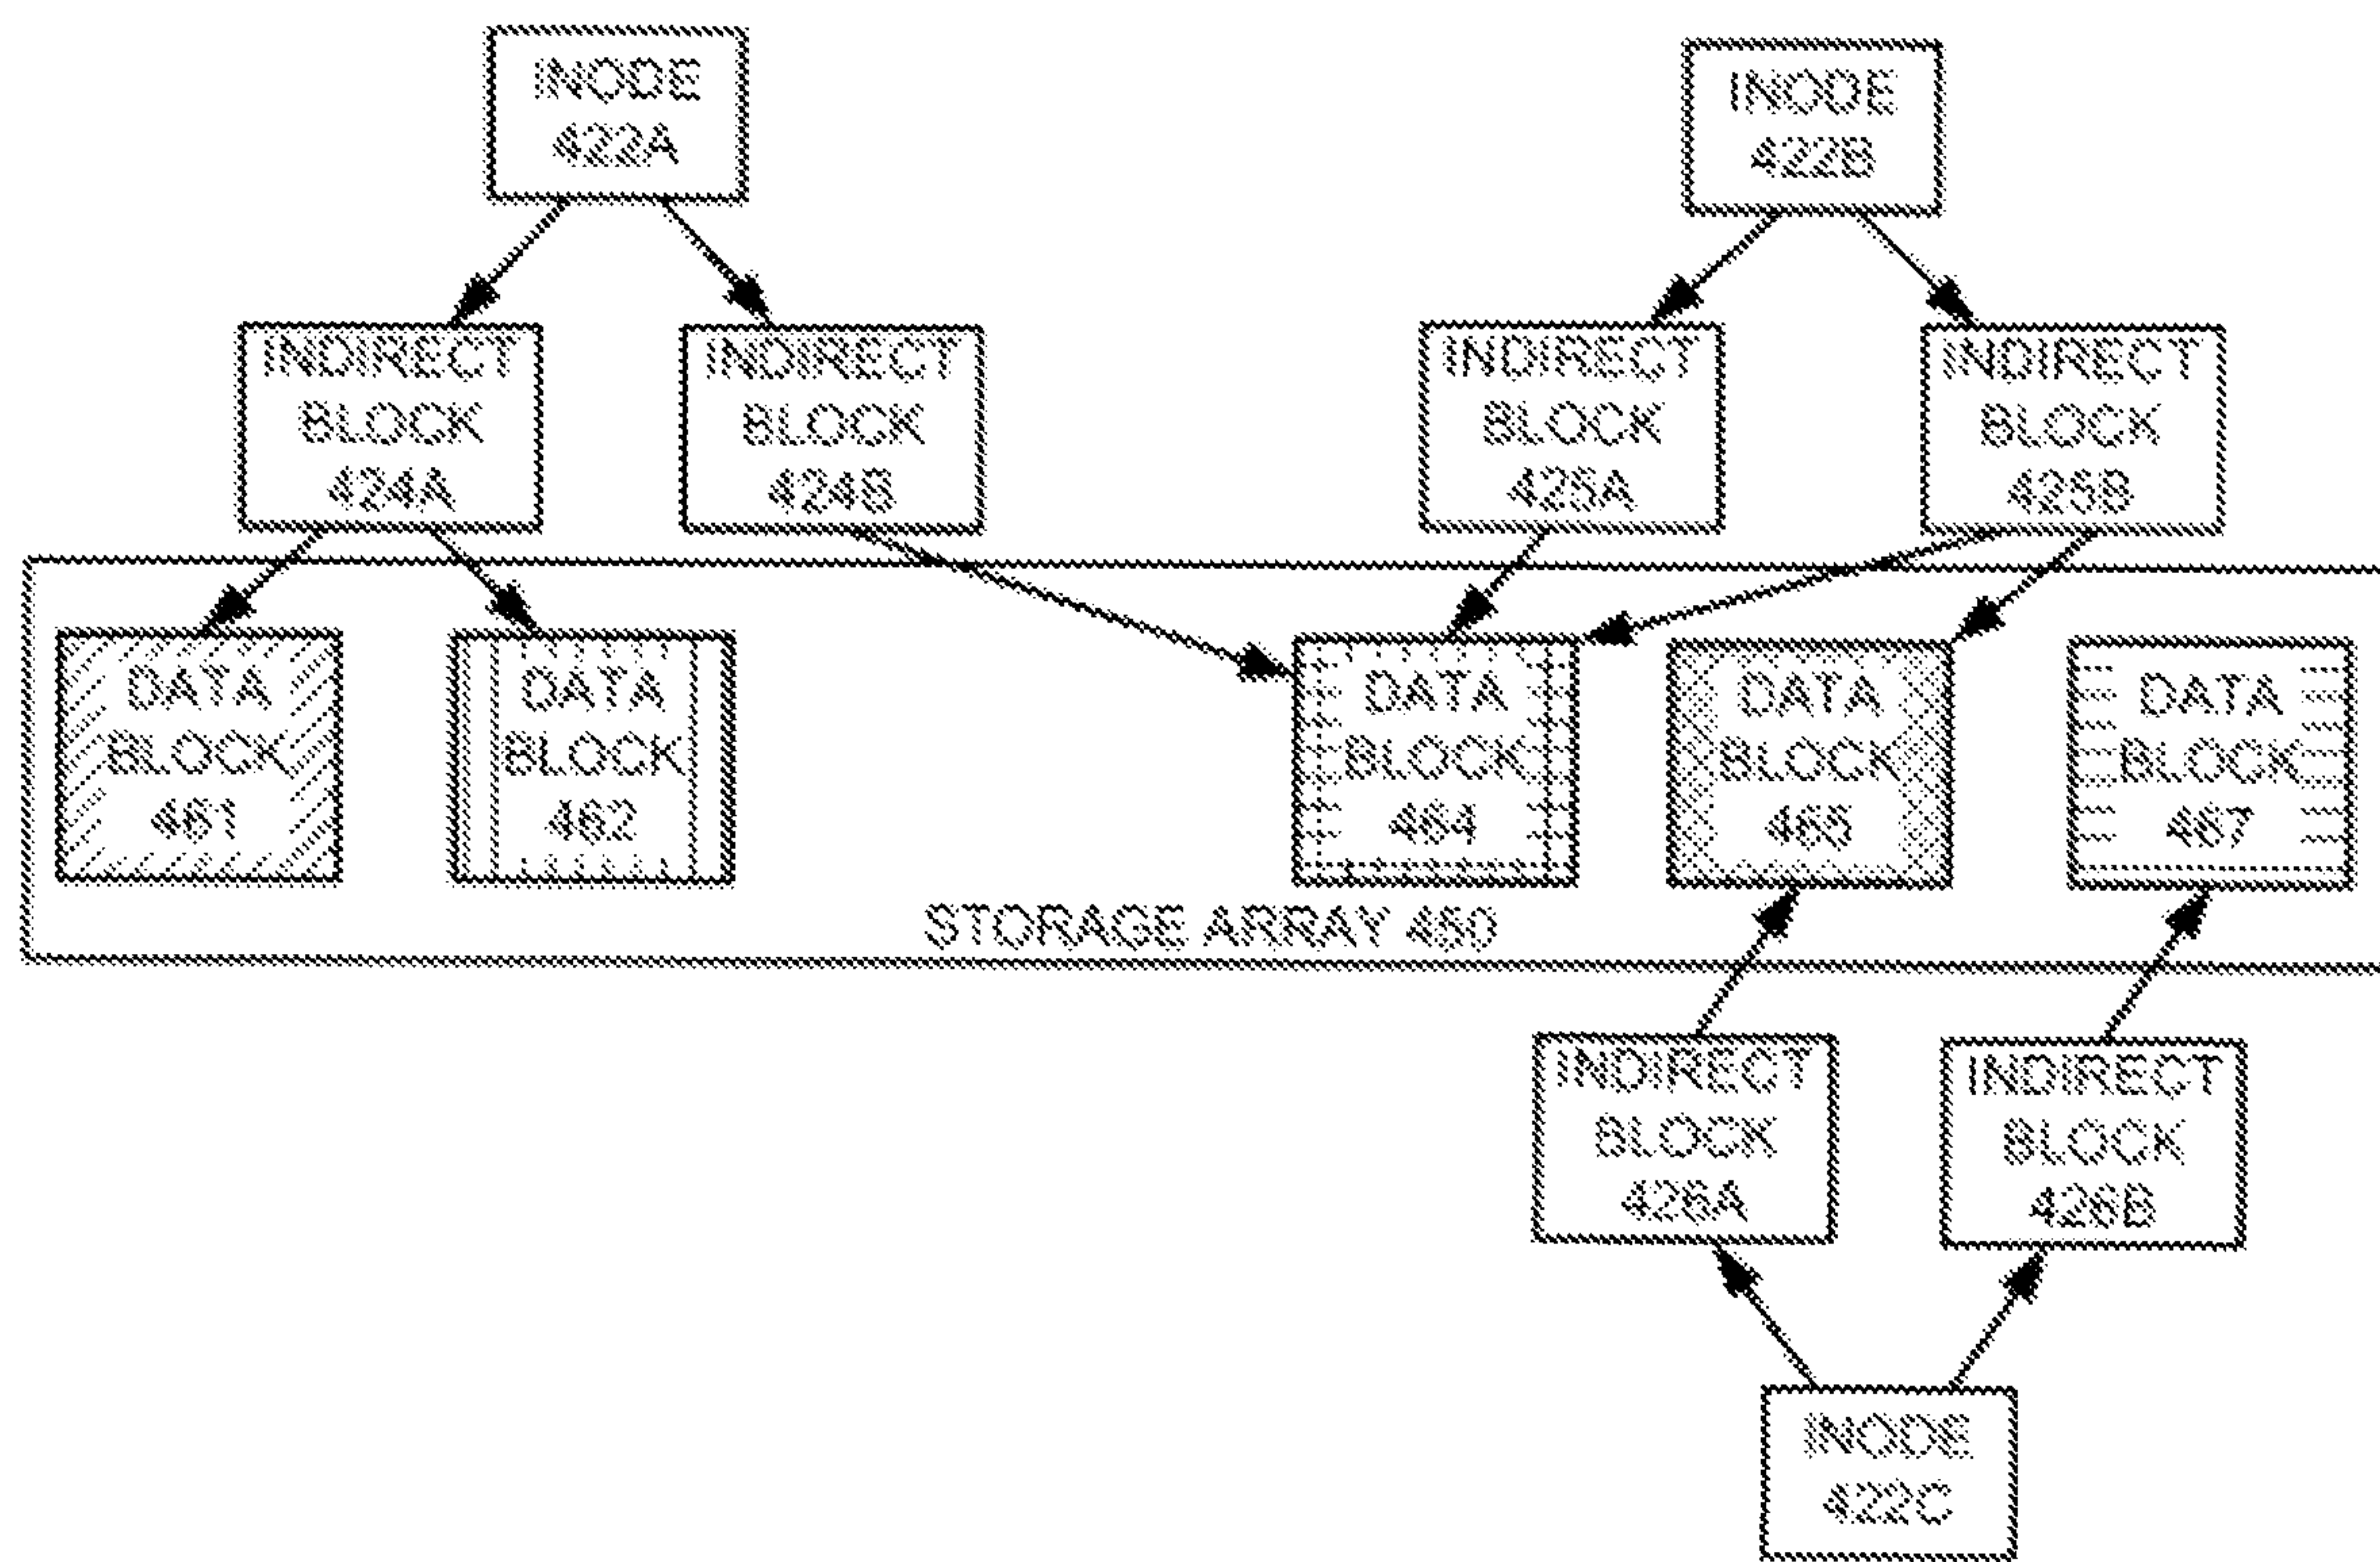 INODE
422A
INODE
422B
INDIRECT
BLOCK
424A
INDIRECT
BLOCK
424B
INDIRECT
BLOCK
425A
INDIRECT
BLOCK
425B
DATA
BLOCK
461
DATA
BLOCK
462
DATA
BLOCK
464
DATA
BLOCK
465
DATA
BLOCK
467
STORAGE ARRAY 450
INDIRECT
BLOCK
426A
INDIRECT
BLOCK
426B
INODE
422C